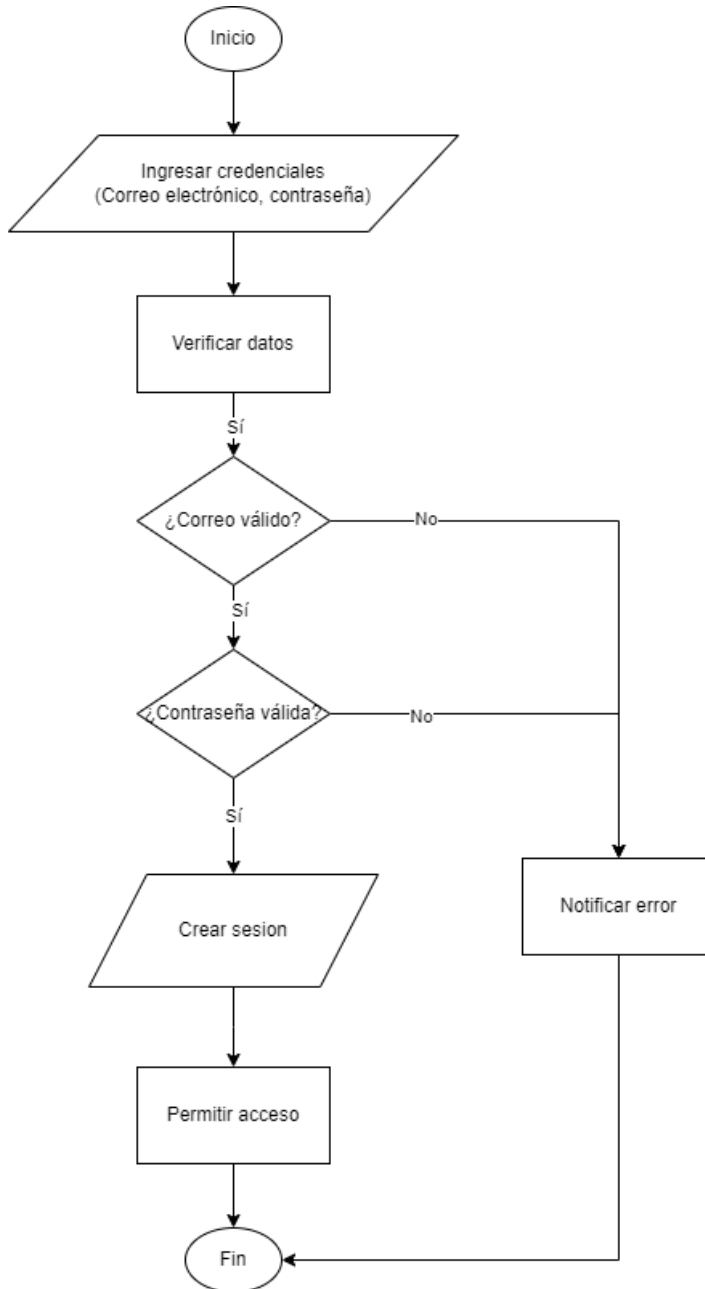 Inicio
Ingresar credenciales
(Correo electrónico, contraseña)
Verificar datos
Sí
¿Correo válido?
No
Sí
¿Contraseña válida?
No
Sí
Crear sesion
Notificar error
Permitir acceso
Fin